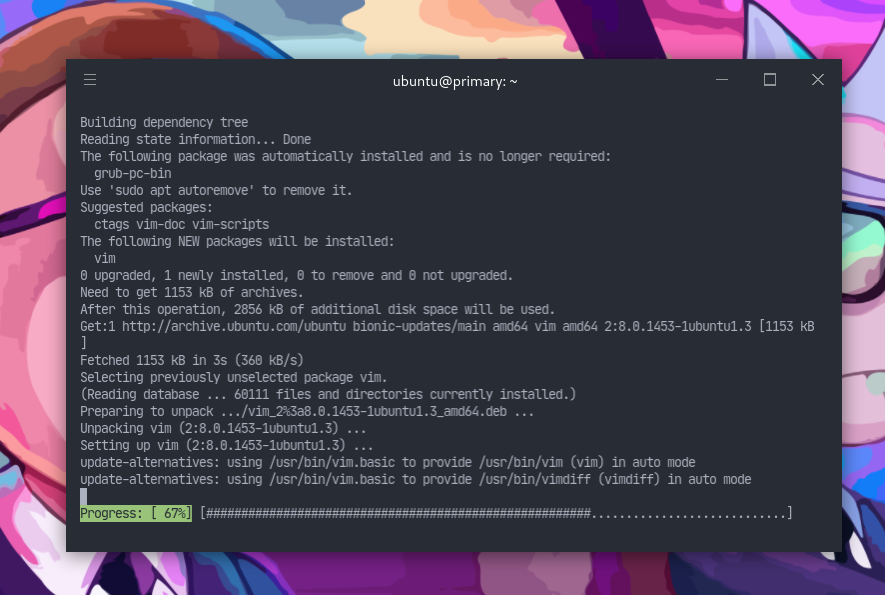 ubuntu@primary: ~
Building dependency tree
Reading state information... Done
The following package was automatically installed and is no longer required:
  grub-pc-bin
Use 'sudo apt autoremove' to remove it.
Suggested packages:
  ctags vim-doc vim-scripts
The following NEW packages will be installed:
  vim
0 upgraded, 1 newly installed, 0 to remove and 0 not upgraded.
Need to get 1153 kB of archives.
After this operation, 2856 kB of additional disk space will be used.
Get:1 http://archive.ubuntu.com/ubuntu bionic-updates/main amd64 vim amd64 2:8.0.1453-1ubuntu1.3 [1153 kB
]
Fetched 1153 kB in 3s (360 kB/s)
Selecting previously unselected package vim.
(Reading database ... 60111 files and directories currently installed.)
Preparing to unpack .../vim_2%3a8.0.1453-1ubuntu1.3_amd64.deb ...
Unpacking vim (2:8.0.1453-1ubuntu1.3) ...
Setting up vim (2:8.0.1453-1ubuntu1.3) ...
update-alternatives: using /usr/bin/vim.basic to provide /usr/bin/vim (vim) in auto mode
update-alternatives: using /usr/bin/vim.basic to provide /usr/bin/vimdiff (vimdiff) in auto mode
Progress: [ 67%] [#######################################################............................]